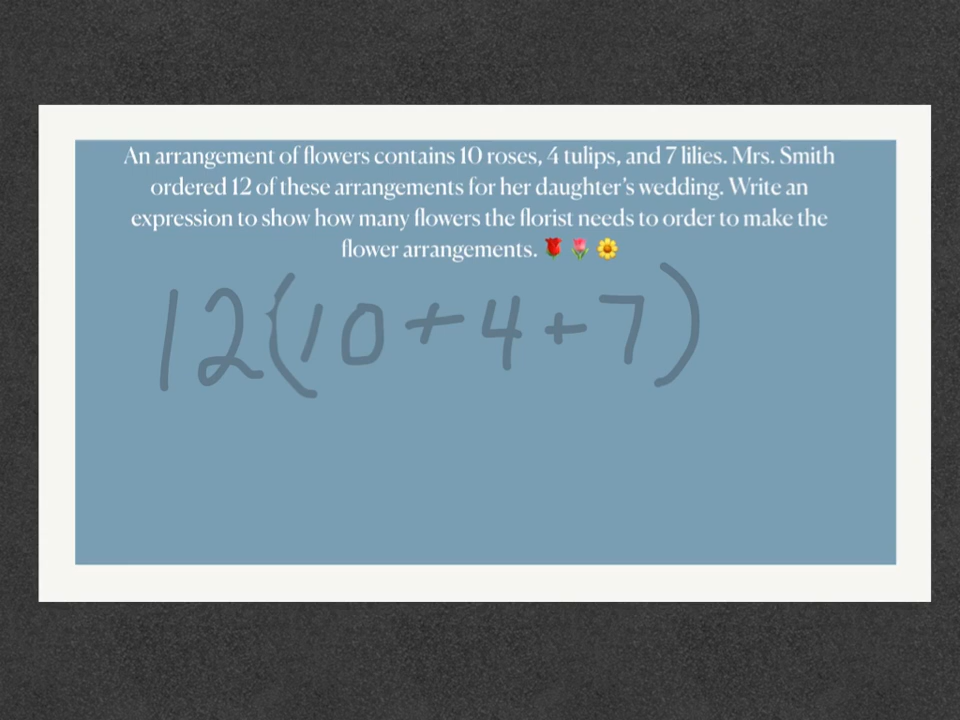 An arrangement of flowers contains 10 roses, 4 tulips, and 7 lilies. Mrs. Smith
ordered 12 of these arrangements for her daughter's wedding. Write an
expression to show how many flowers the florist needs to order to make the
flower arrangements. 🌹🌷🌼
12(10+4+7)